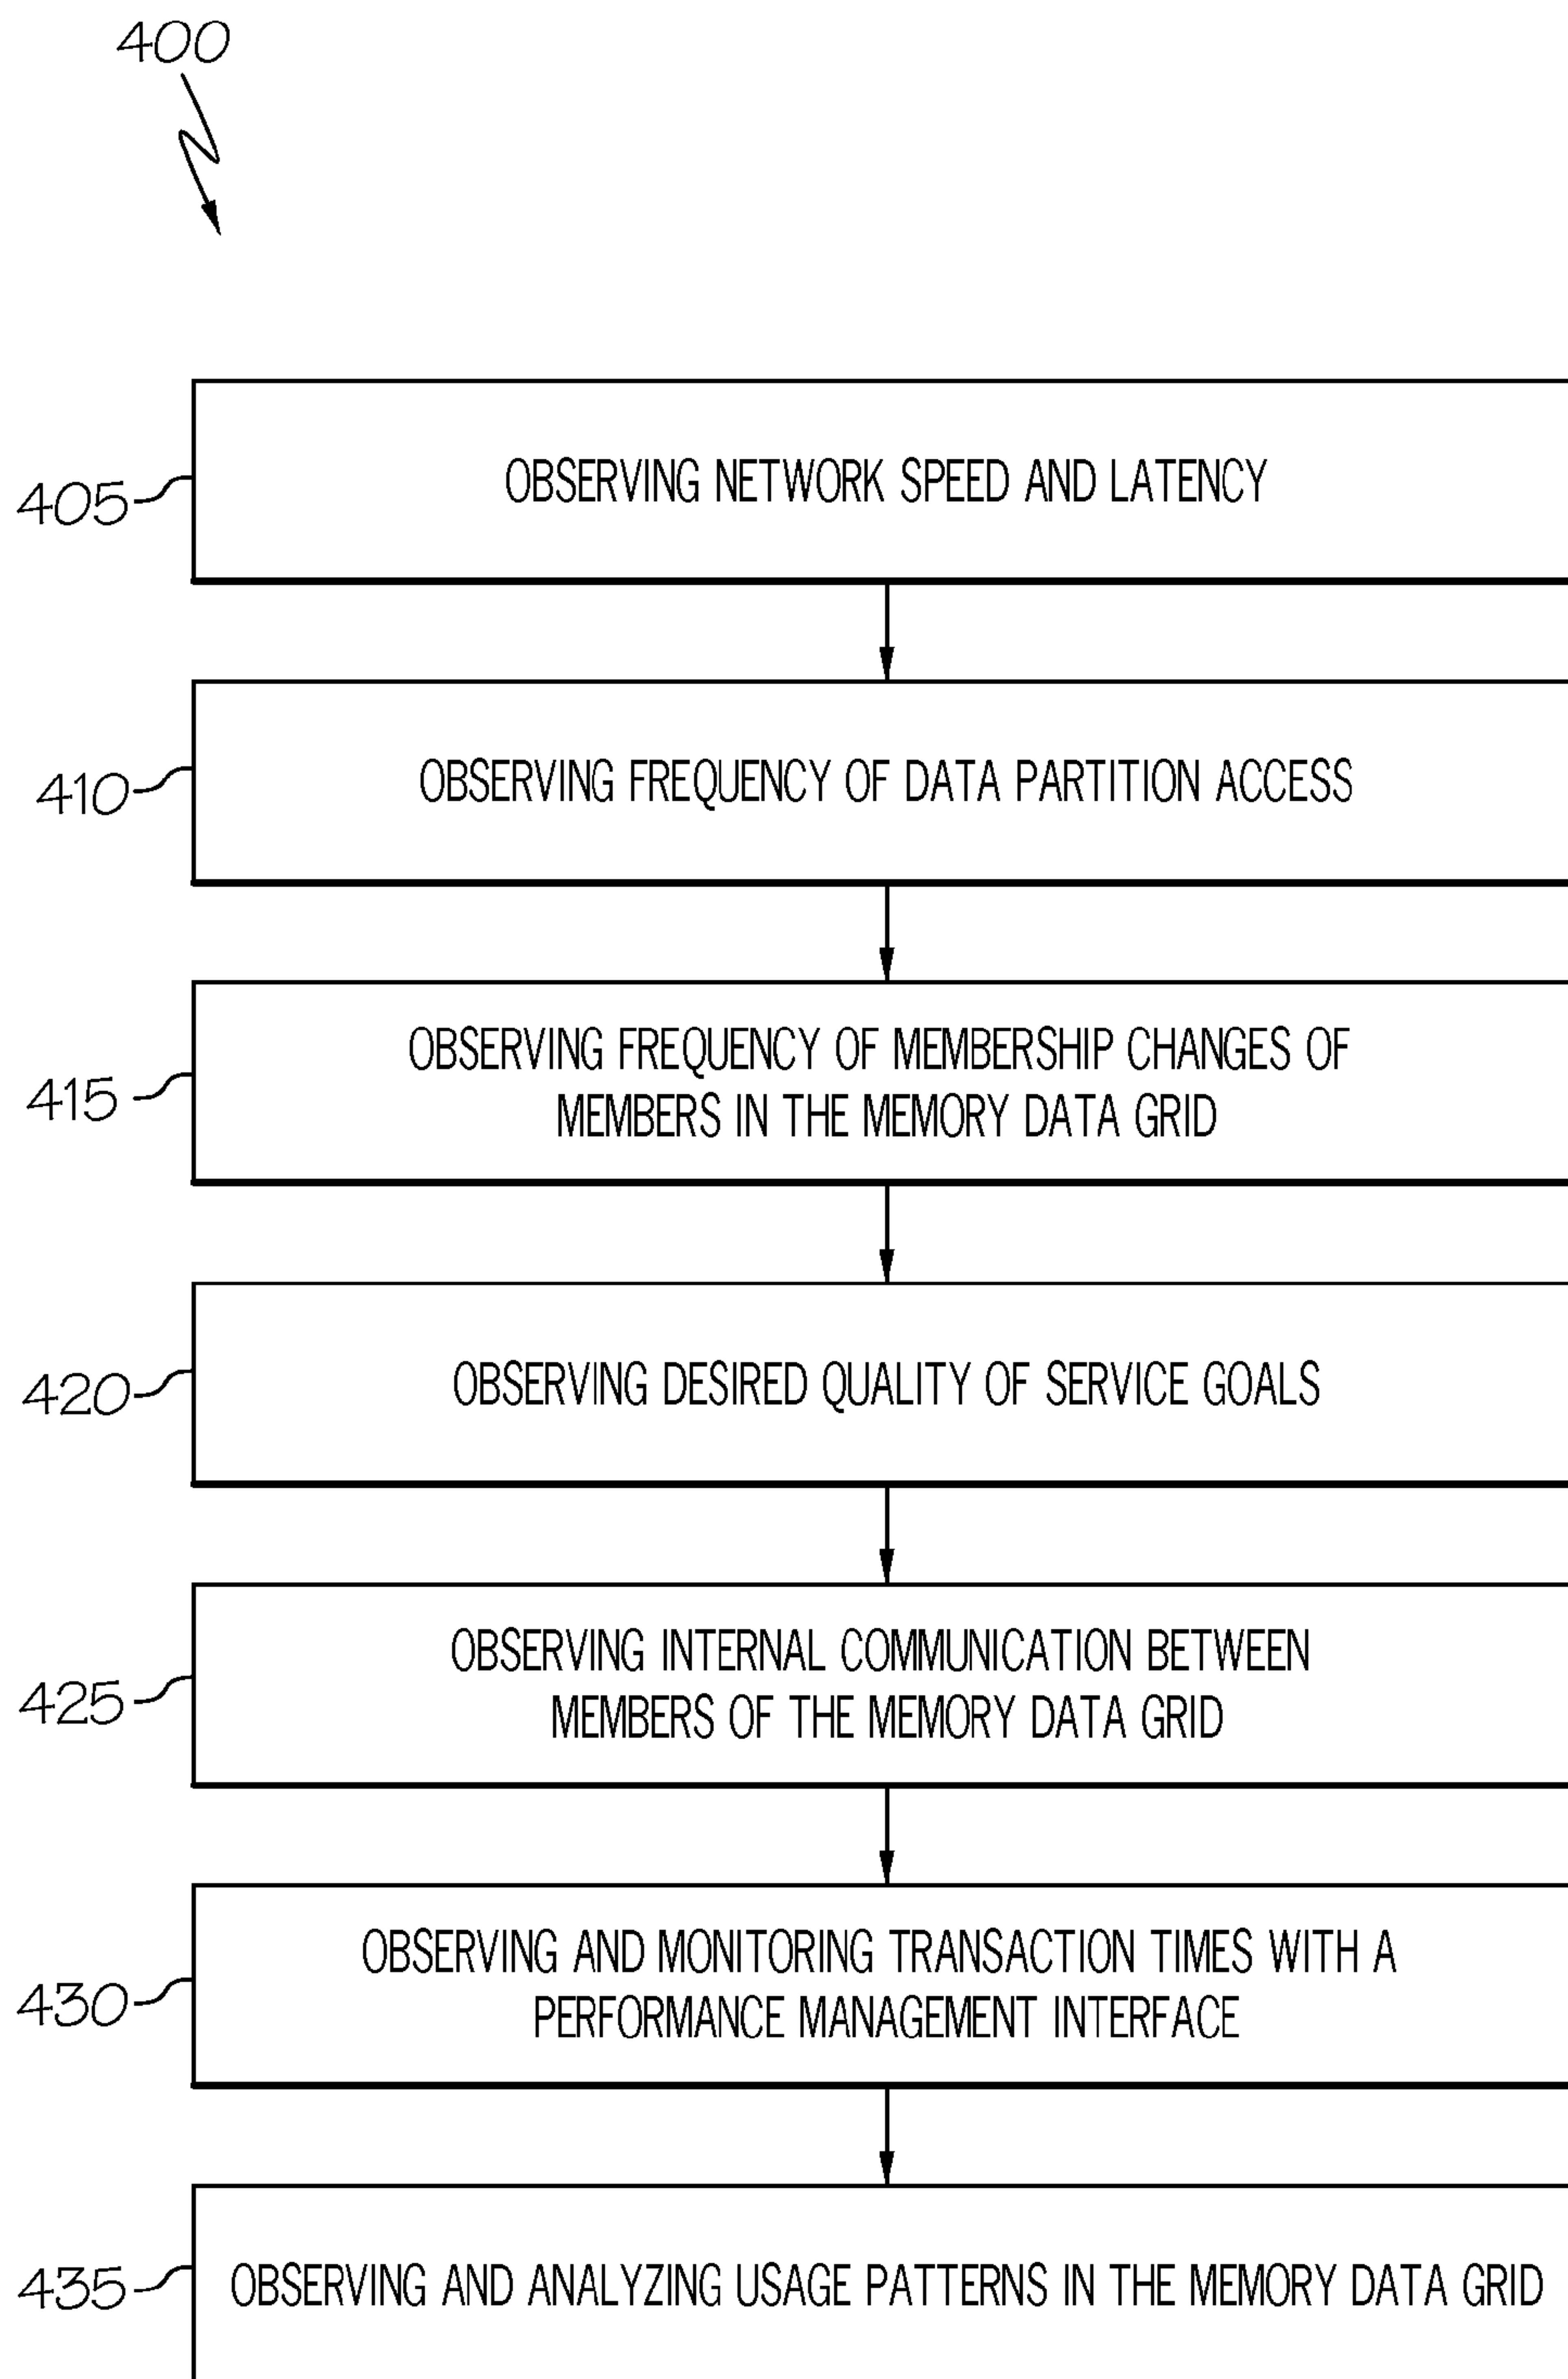 400
405
OBSERVING NETWORK SPEED AND LATENCY
410
OBSERVING FREQUENCY OF DATA PARTITION ACCESS
415
OBSERVING FREQUENCY OF MEMBERSHIP CHANGES OF
MEMBERS IN THE MEMORY DATA GRID
420
OBSERVING DESIRED QUALITY OF SERVICE GOALS
425
OBSERVING INTERNAL COMMUNICATION BETWEEN
MEMBERS OF THE MEMORY DATA GRID
430
OBSERVING AND MONITORING TRANSACTION TIMES WITH A
PERFORMANCE MANAGEMENT INTERFACE
435
OBSERVING AND ANALYZING USAGE PATTERNS IN THE MEMORY DATA GRID